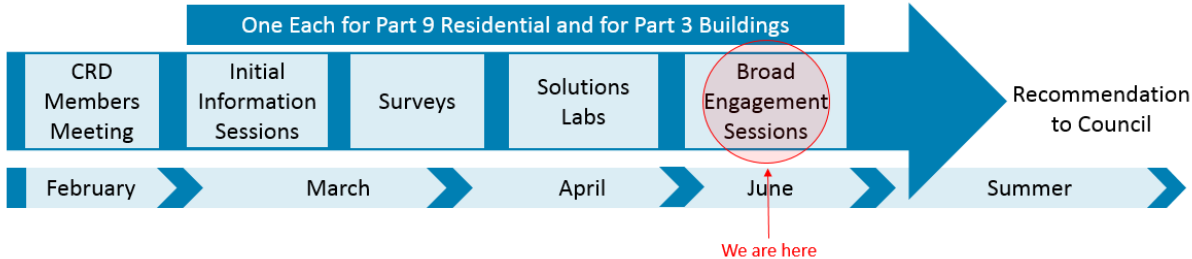 One Each for Part 9 Residential and for Part 3 Buildings
CRD
Members
Meeting
Initial
Information
Sessions
Surveys
Solutions
Labs
Broad
Engagement
Sessions
Recommendation
to Council
February
March
April
June
Summer
We are here